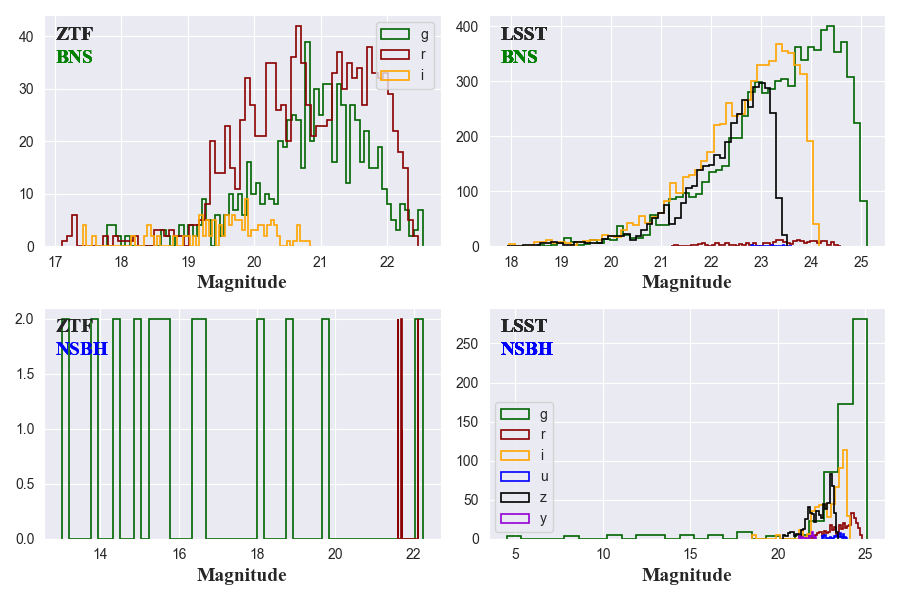 ZTF
BNS
g
r
i
40
30
20
10
0
17 18 19 20 21 22
Magnitude
LSST
BNS
400
300
200
100
0
18 19 20 21 22 23 24 25
Magnitude
ZTF
NSBH
2.0
1.5
1.0
0.5
0.0
14 16 18 20 22
Magnitude
LSST
NSBH
g
r
i
u
z
y
250
200
150
100
50
0
5 10 15 20 25
Magnitude